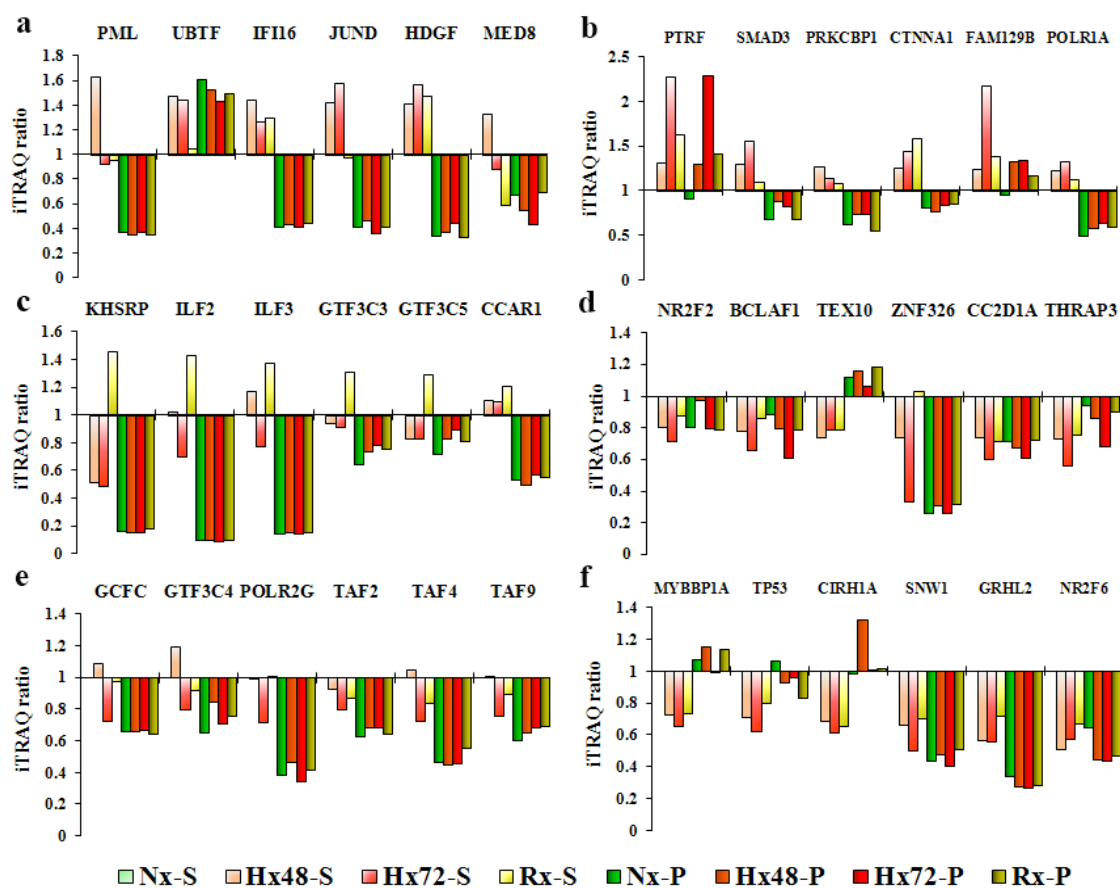 a
PML UBTF IFI16 JUND HDGF MED8
iTRAQ ratio
1.8
1.6
1.4
1.2
1
0.8
0.6
0.4
0.2
0
b
PTRF SMAD3 PRKCBP1 CTNNA1 FAM129B POLR1A
iTRAQ ratio
2.5
2
1.5
1
0.5
0
c
KHSRP ILF2 ILF3 GTF3C3 GTF3C5 CCAR1
iTRAQ ratio
1.6
1.4
1.2
1
0.8
0.6
0.4
0.2
0
d
NR2F2 BCLAF1 TEX10 ZNF326 CC2D1A THRAP3
iTRAQ ratio
1.4
1.2
1
0.8
0.6
0.4
0.2
0
e
GCFC GTF3C4 POLR2G TAF2 TAF4 TAF9
iTRAQ ratio
1.4
1.2
1
0.8
0.6
0.4
0.2
0
f
MYBBP1A TP53 CIRH1A SNW1 GRHL2 NR2F6
iTRAQ ratio
1.4
1.2
1
0.8
0.6
0.4
0.2
0
Nx-S Hx48-S Hx72-S Rx-S Nx-P Hx48-P Hx72-P Rx-P